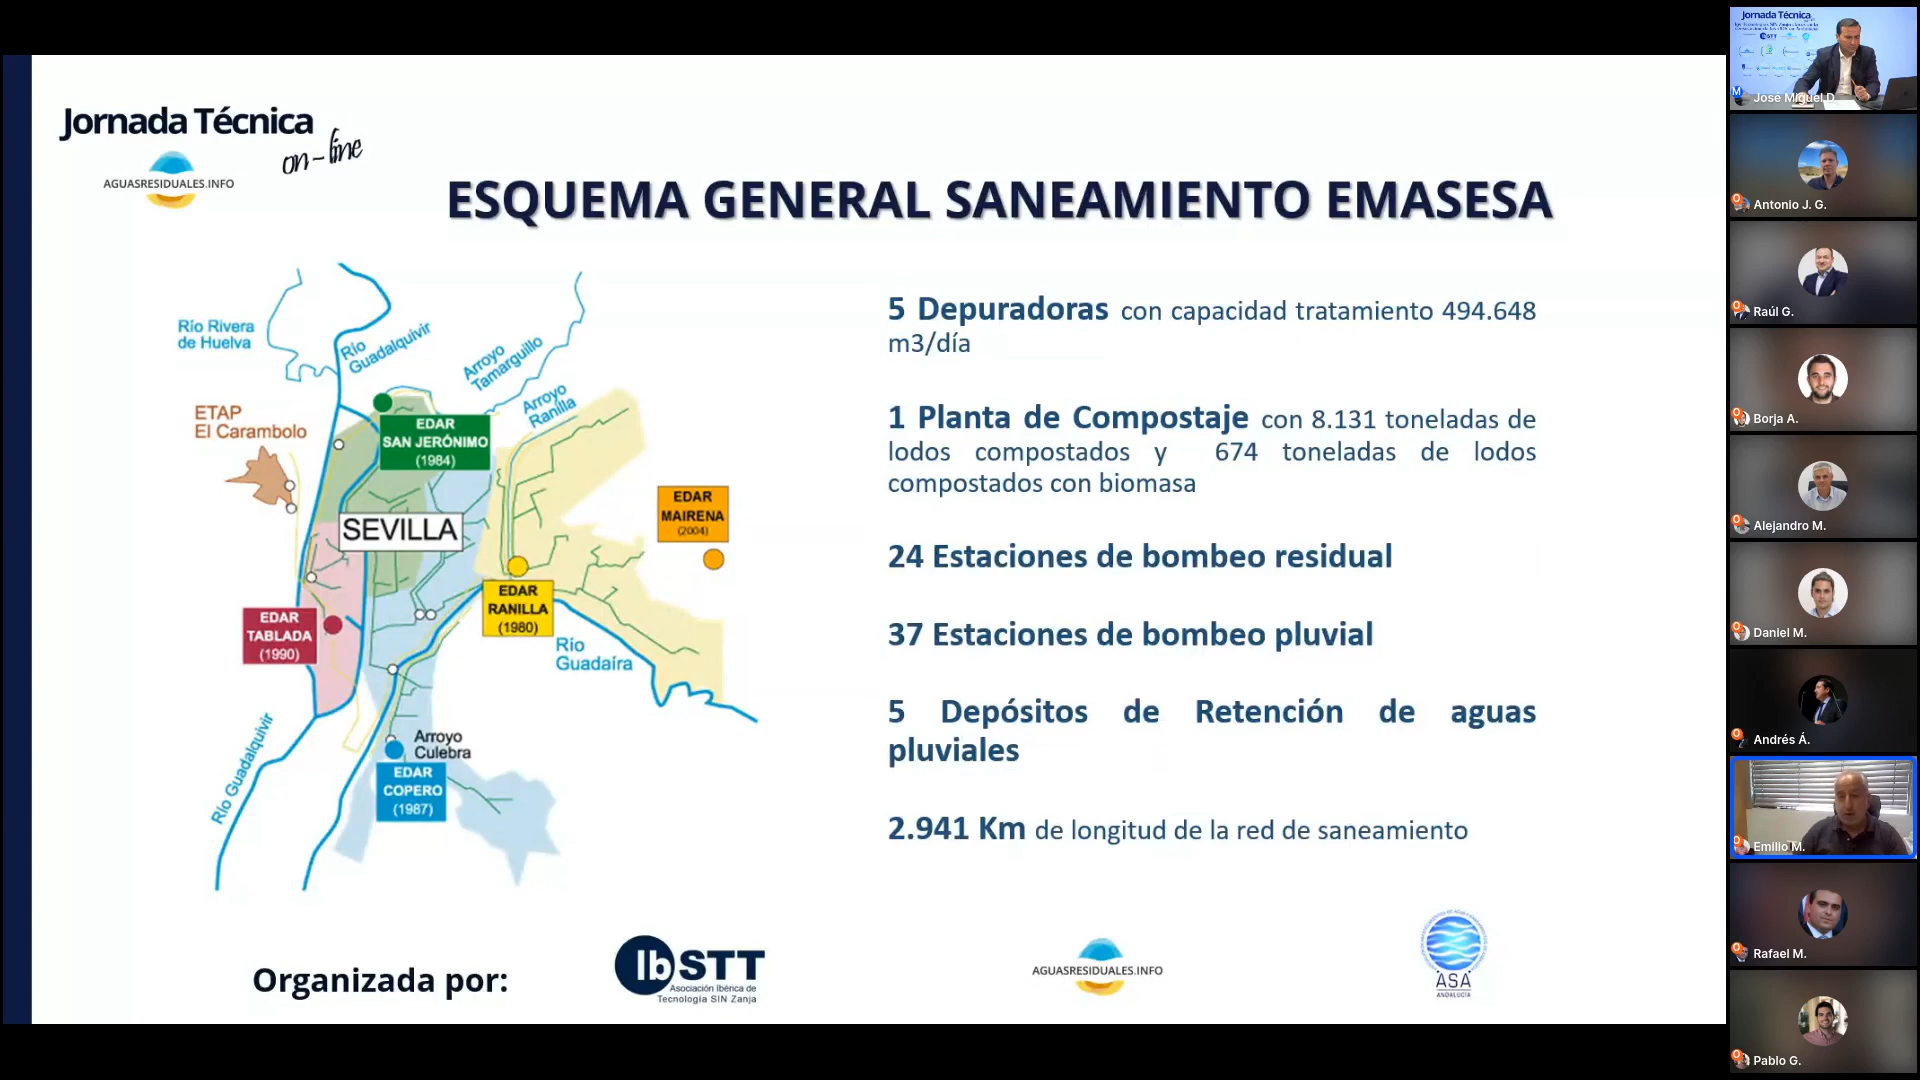 Jornada Técnica
on-line
AGUASRESIDUALES.INFO
ESQUEMA GENERAL SANEAMIENTO EMASESA
Río Rivera
de Huelva
Río
Guadalquivir
Arroyo
Tamarguillo
Arroyo
Ranilla
ETAP
El Carambolo
EDAR
SAN JERÓNIMO
(1984)
SEVILLA
EDAR
MAIRENA
(2004)
EDAR
RANILLA
(1980)
EDAR
TABLADA
(1990)
Río
Guadaíra
Río Guadalquivir
Arroyo
Culebra
EDAR
COPERO
(1987)
5 Depuradoras con capacidad tratamiento 494.648
m3/día
1 Planta de Compostaje con 8.131 toneladas de
lodos compostados y 674 toneladas de lodos
compostados con biomasa
24 Estaciones de bombeo residual
37 Estaciones de bombeo pluvial
5 Depósitos de Retención de aguas
pluviales
2.941 Km de longitud de la red de saneamiento
Organizada por:
IbSTT
Asociación Ibérica de
Tecnología SIN Zanja
AGUASRESIDUALES.INFO
ASA
ANDALUCÍA
Jornada Técnica
IbSTT
M
José Miguel D.
Antonio J. G.
Raúl G.
Borja A.
Alejandro M.
Daniel M.
Andrés Á.
Emilio M.
Rafael M.
Pablo G.